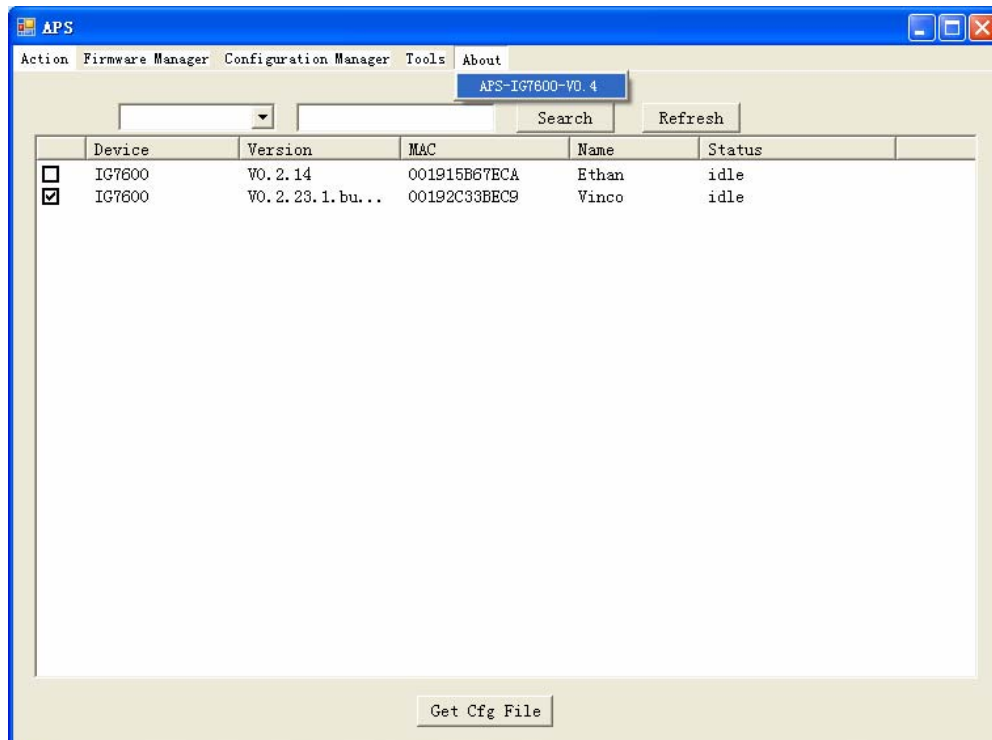 APS
Action Firmware Manager Configuration Manager Tools About
APS-IG7600-V0.4
Search Refresh
Device Version MAC Name Status
IG7600 V0.2.14 001915B67ECA Ethan idle
IG7600 V0.2.23.1.bu... 00192C33BEC9 Vinco idle
Get Cfg File